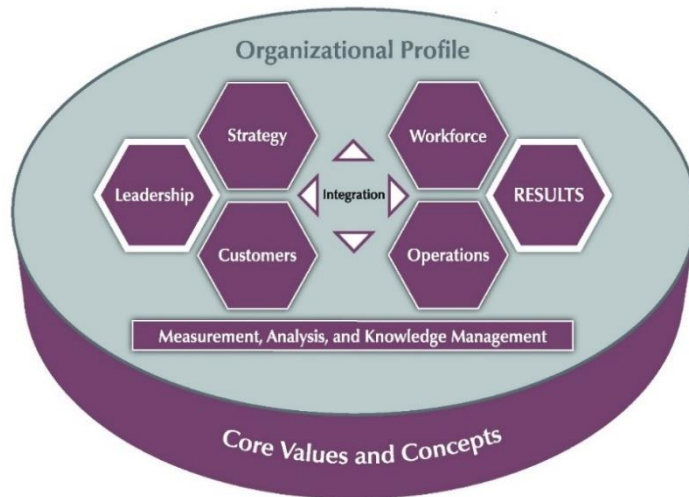 Organizational Profile
Strategy
Workforce
Leadership
Integration
RESULTS
Customers
Operations
Measurement, Analysis, and Knowledge Management
Core Values and Concepts